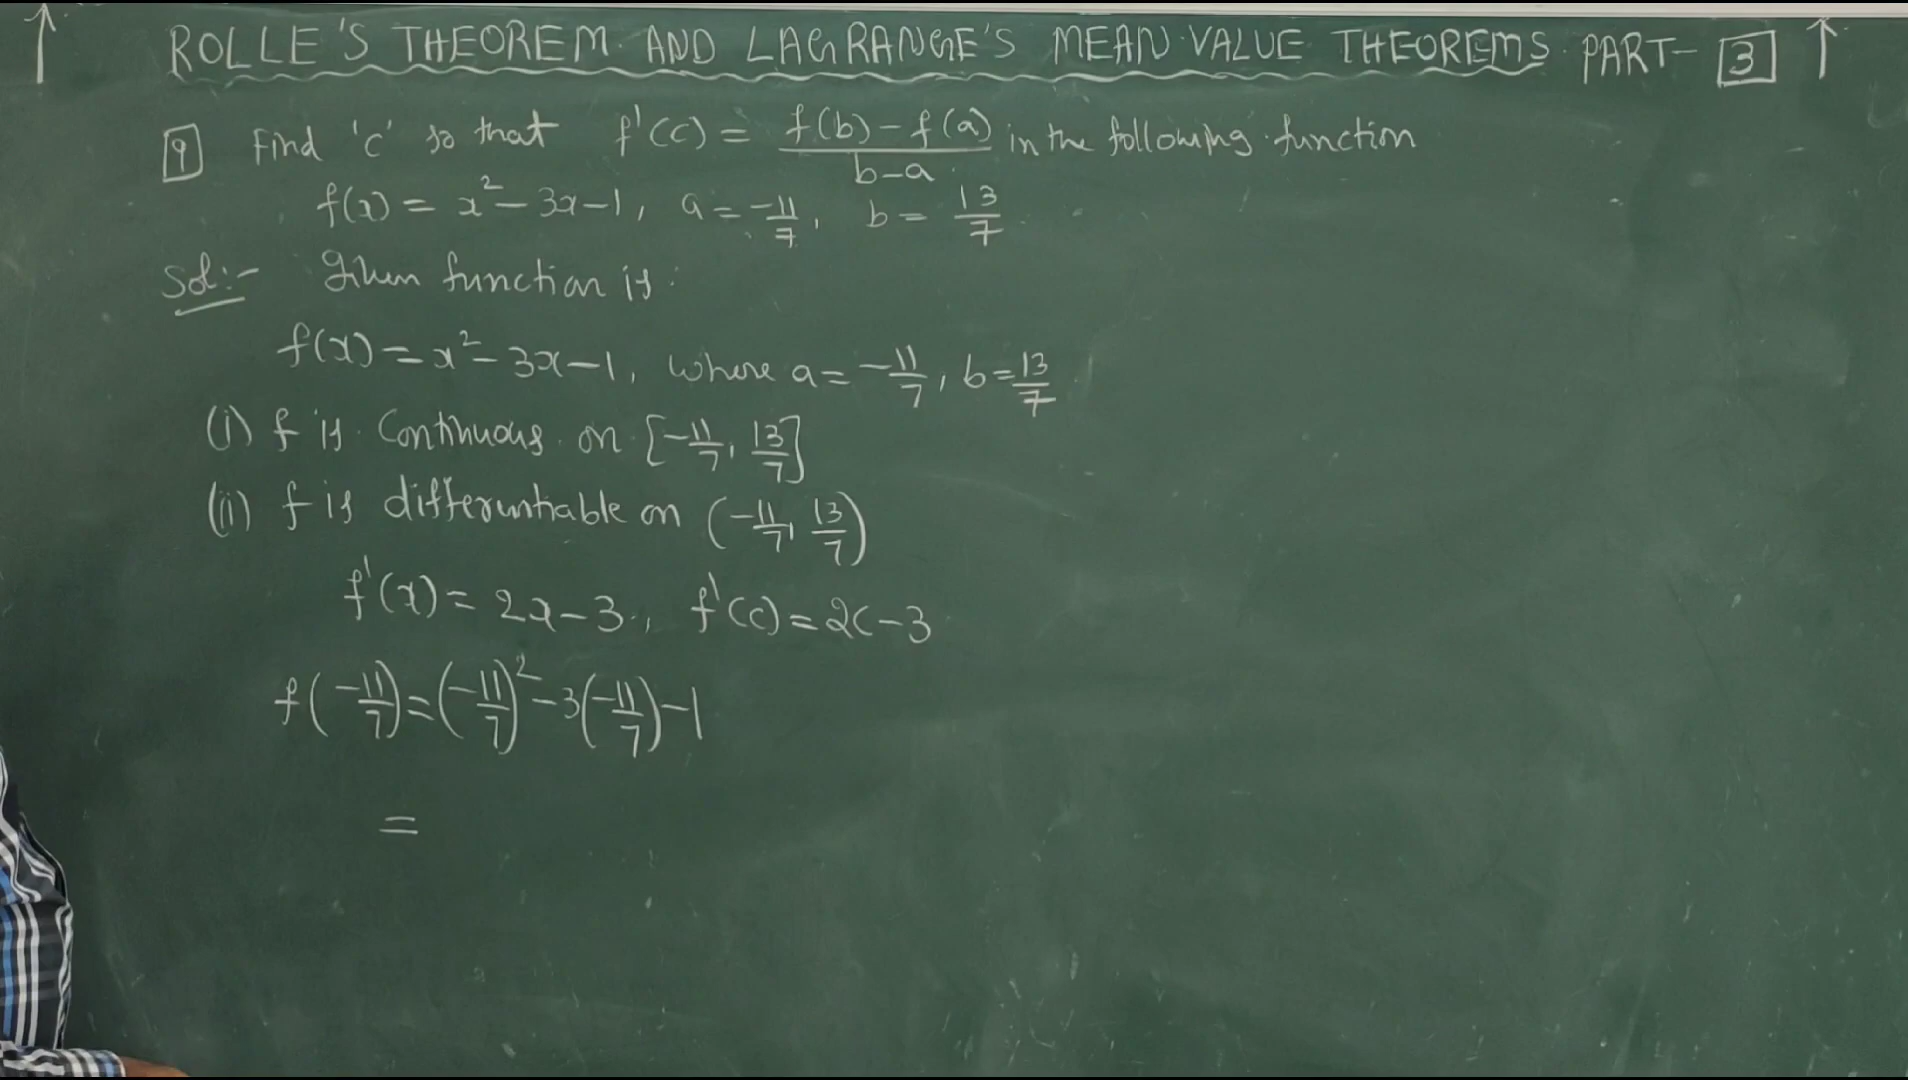 ↑ ROLLE'S THEOREM AND LAGRANGE'S MEAN VALUE THEOREMS PART- 3 ↑
9 Find 'c' so that f'(c) = (f(b)-f(a))/(b-a) in the following function
f(x) = x² - 3x - 1, a = -11/7, b = 13/7
Sol:- Given function is
f(x) = x² - 3x - 1, where a = -11/7, b = 13/7
(i) f is continuous on [-11/7, 13/7]
(ii) f is differentiable on (-11/7, 13/7)
f'(x) = 2x - 3, f'(c) = 2c - 3
f(-11/7) = (-11/7)² - 3(-11/7) - 1
=